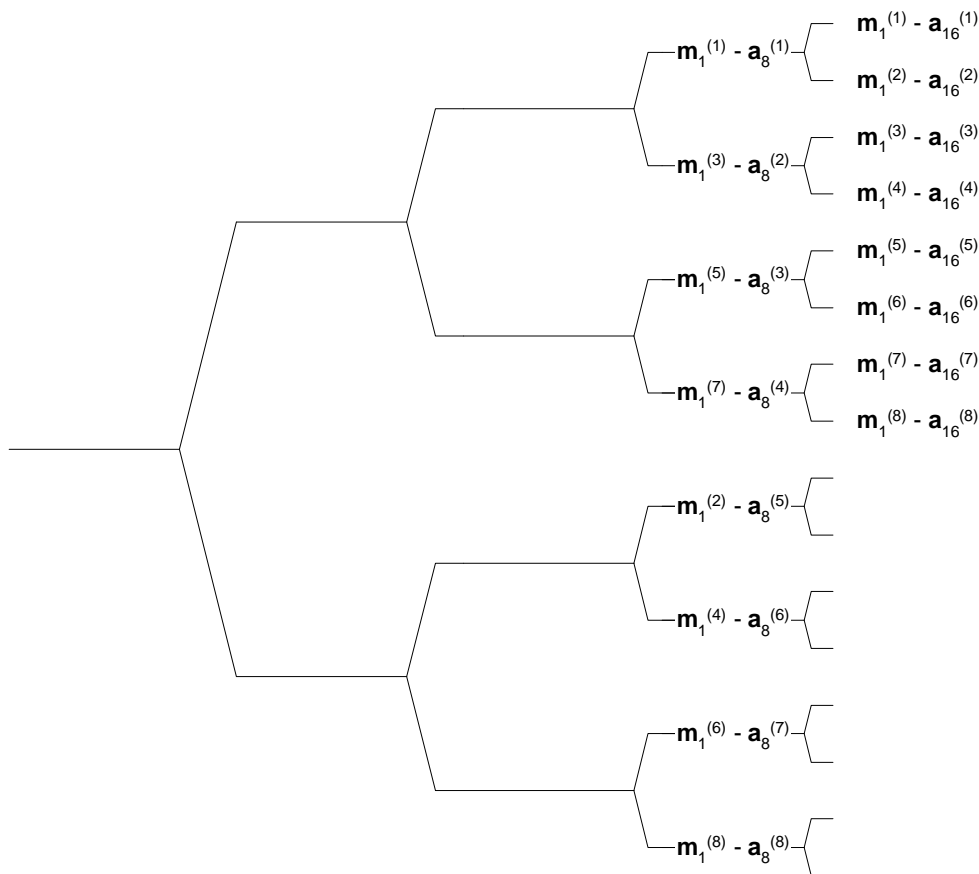 m₁⁽¹⁾ - a₁₆⁽¹⁾
m₁⁽¹⁾ - a₈⁽¹⁾
m₁⁽²⁾ - a₁₆⁽²⁾
m₁⁽³⁾ - a₁₆⁽³⁾
m₁⁽³⁾ - a₈⁽²⁾
m₁⁽⁴⁾ - a₁₆⁽⁴⁾
m₁⁽⁵⁾ - a₁₆⁽⁵⁾
m₁⁽⁵⁾ - a₈⁽³⁾
m₁⁽⁶⁾ - a₁₆⁽⁶⁾
m₁⁽⁷⁾ - a₁₆⁽⁷⁾
m₁⁽⁷⁾ - a₈⁽⁴⁾
m₁⁽⁸⁾ - a₁₆⁽⁸⁾
m₁⁽²⁾ - a₈⁽⁵⁾
m₁⁽⁴⁾ - a₈⁽⁶⁾
m₁⁽⁶⁾ - a₈⁽⁷⁾
m₁⁽⁸⁾ - a₈⁽⁸⁾